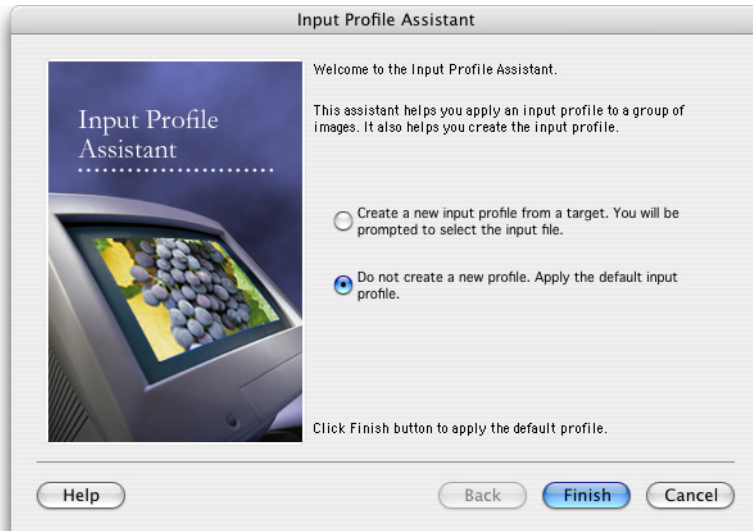 Input Profile Assistant
Input Profile
Assistant
Welcome to the Input Profile Assistant.
This assistant helps you apply an input profile to a group of
images. It also helps you create the input profile.
Create a new input profile from a target. You will be
prompted to select the input file.
Do not create a new profile. Apply the default input
profile.
Click Finish button to apply the default profile.
Help
Back
Finish
Cancel